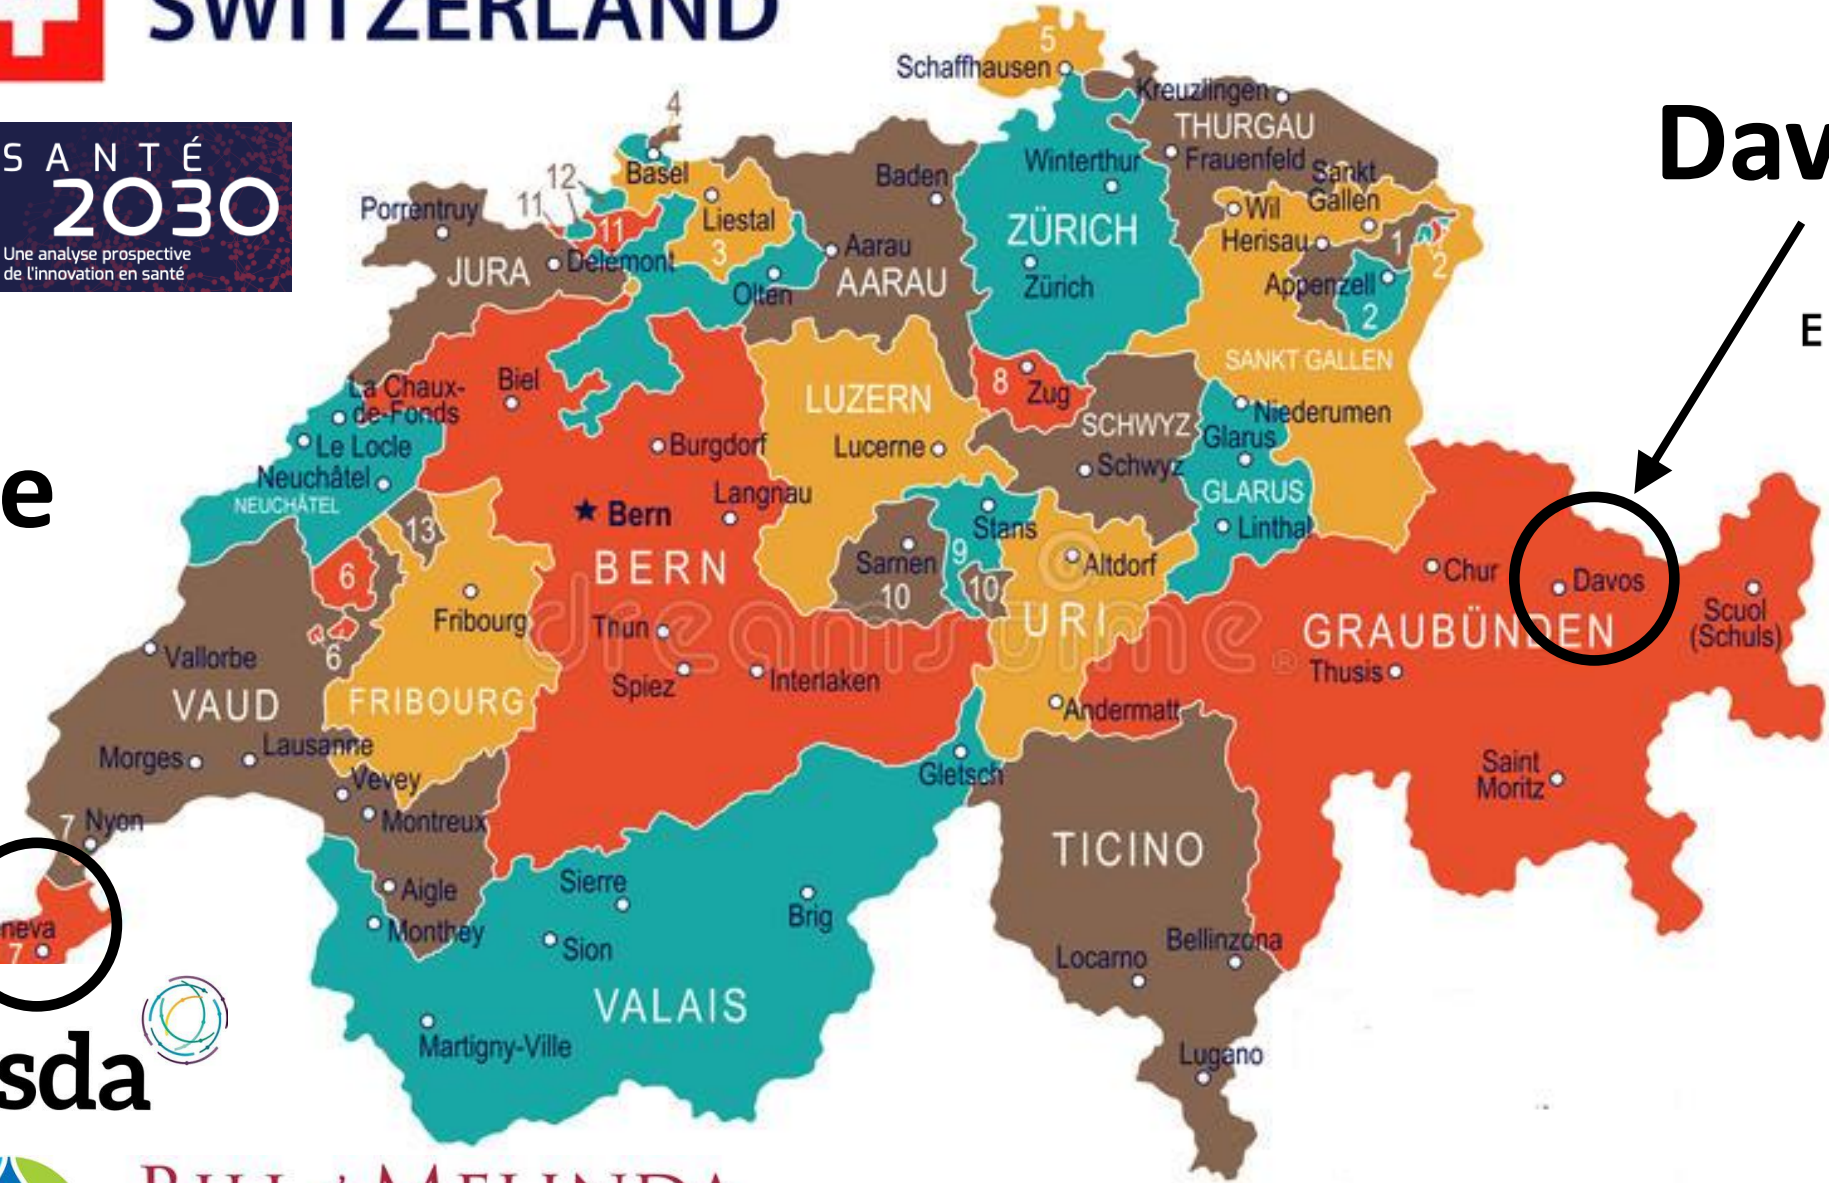 SWITZERLAND
SANTÉ
2030
Une analyse prospective
de l'innovation en santé
Dav
E
e
5
Schaffhausen
4
Kreuzlingen
THURGAU
Basel
Baden
Winterthur
Frauenfeld
Sankt
Gallen
12
11
Porrentruy
11
Liestal
3
Wil
ZÜRICH
Herisau
1
Aarau
JURA
Delemont
AARAU
Zürich
2
Olten
Appenzell
2
SANKT GALLEN
La Chaux-
de-Fonds
Biel
LUZERN
8
Zug
SCHWYZ
Niederumen
Le Locle
Burgdorf
Lucerne
Glarus
Neuchâtel
NEUCHÂTEL
Schwyz
Langnau
GLARUS
Bern
13
Stans
Linthal
9
Sarnen
10
10
Altdorf
BERN
6
Chur
Davos
Fribourg
Thun
URI
GRAUBÜNDEN
Scuol
(Schuls)
dreamstime
6
Vallorbe
Spiez
Interlaken
Thusis
VAUD
FRIBOURG
Andermatt
Morges
Lausanne
Gletsch
Saint
Moritz
Vevey
7
Nyon
Montreux
TICINO
Aigle
Sierre
Brig
neva
7
Monthey
Sion
Locarno
Bellinzona
VALAIS
Martigny-Ville
Lugano
sda